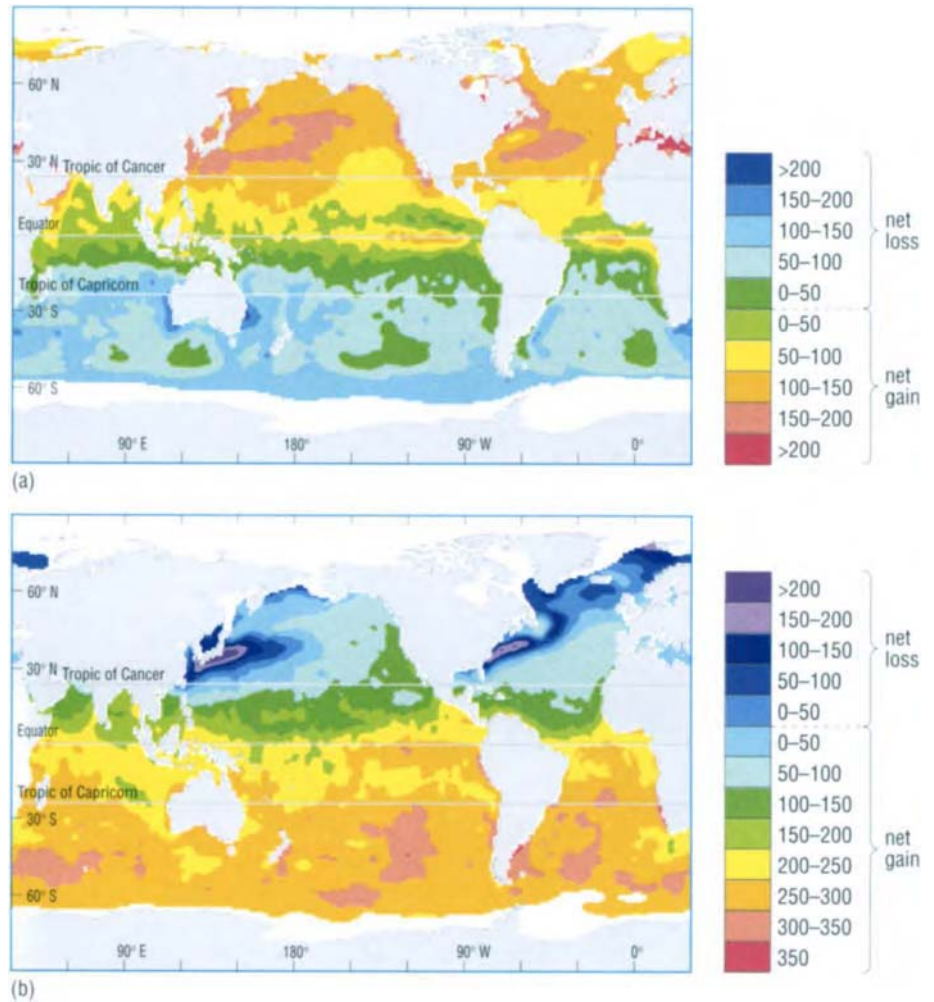 60° N
30° N
Tropic of Cancer
Equator
Tropic of Capricorn
30° S
60° S
90° E
180°
90° W
0°
>200
150–200
100–150
50–100
0–50
0–50
50–100
100–150
150–200
>200
net
loss
net
gain
(a)
60° N
30° N
Tropic of Cancer
Equator
Tropic of Capricorn
30° S
60° S
90° E
180°
90° W
0°
>200
150–200
100–150
50–100
0–50
0–50
50–100
100–150
150–200
200–250
250–300
300–350
350
net
loss
net
gain
(b)